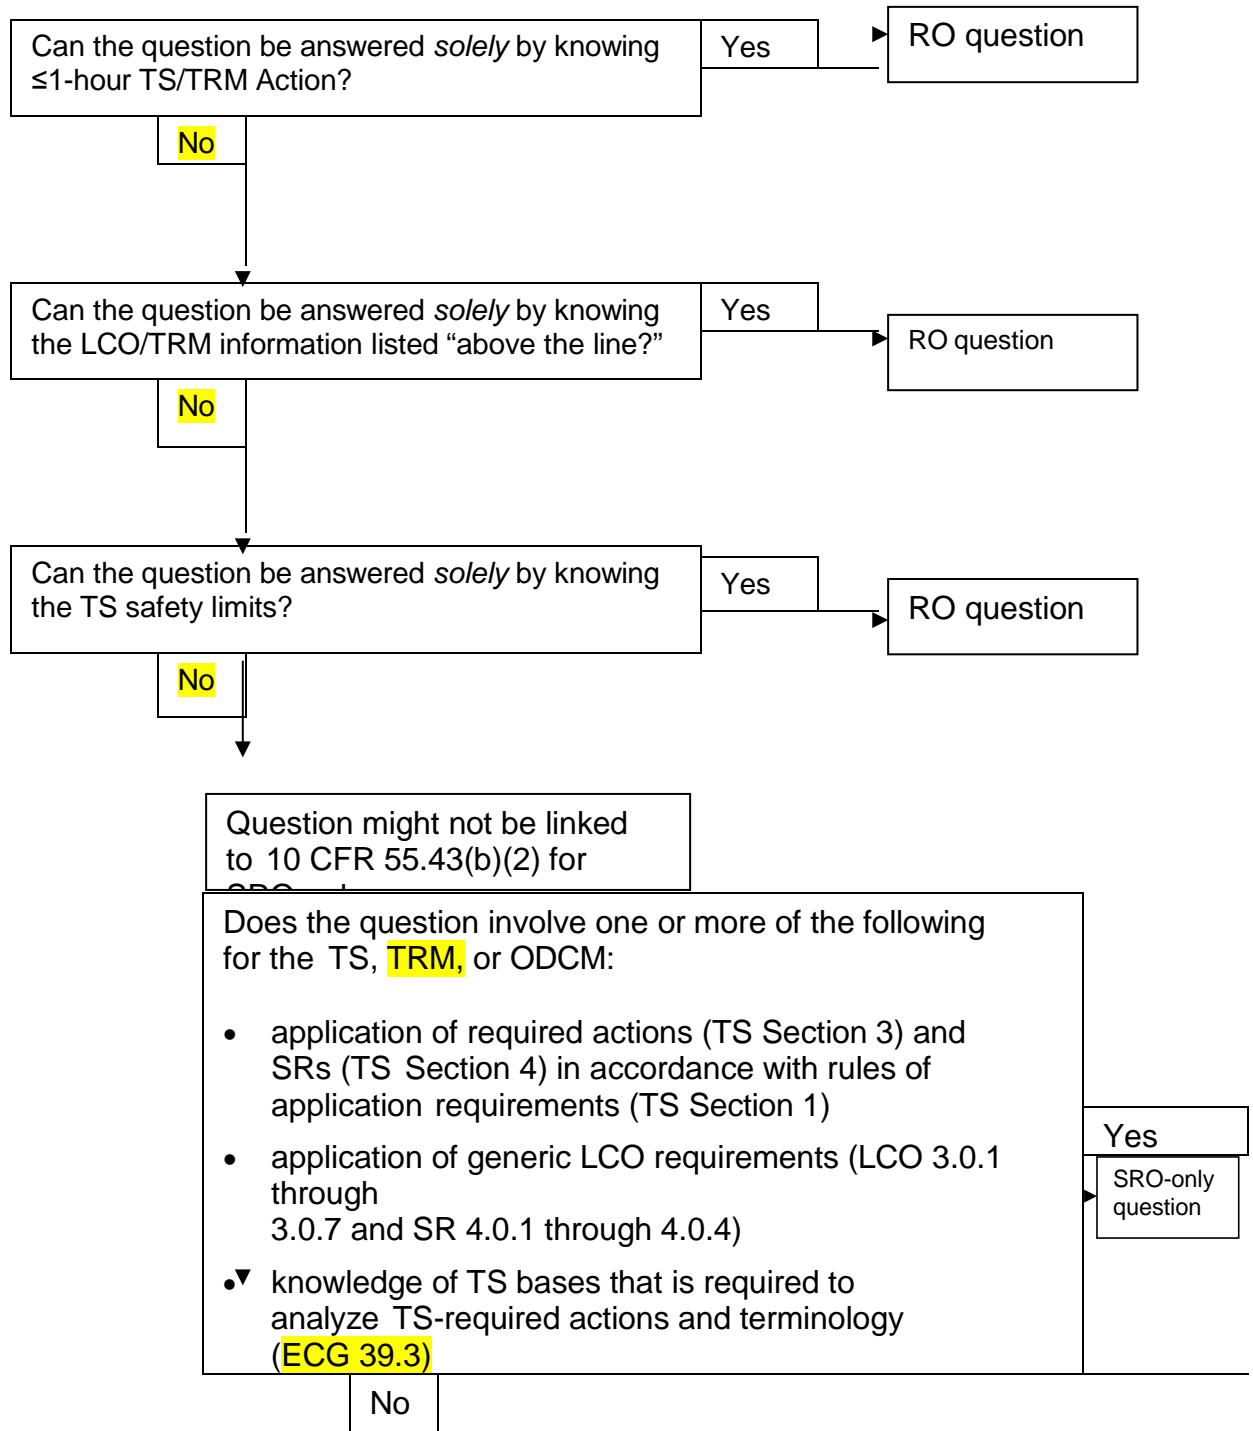 Can the question be answered solely by knowing
≤1-hour TS/TRM Action?
Yes
RO question
No
Can the question be answered solely by knowing
the LCO/TRM information listed “above the line?”
Yes
RO question
No
Can the question be answered solely by knowing
the TS safety limits?
Yes
RO question
No
Question might not be linked
to 10 CFR 55.43(b)(2) for
Does the question involve one or more of the following
for the TS, TRM, or ODCM:
• application of required actions (TS Section 3) and
SRs (TS Section 4) in accordance with rules of
application requirements (TS Section 1)
• application of generic LCO requirements (LCO 3.0.1
through
3.0.7 and SR 4.0.1 through 4.0.4)
• knowledge of TS bases that is required to
analyze TS-required actions and terminology
(ECG 39.3)
Yes
SRO-only
question
No